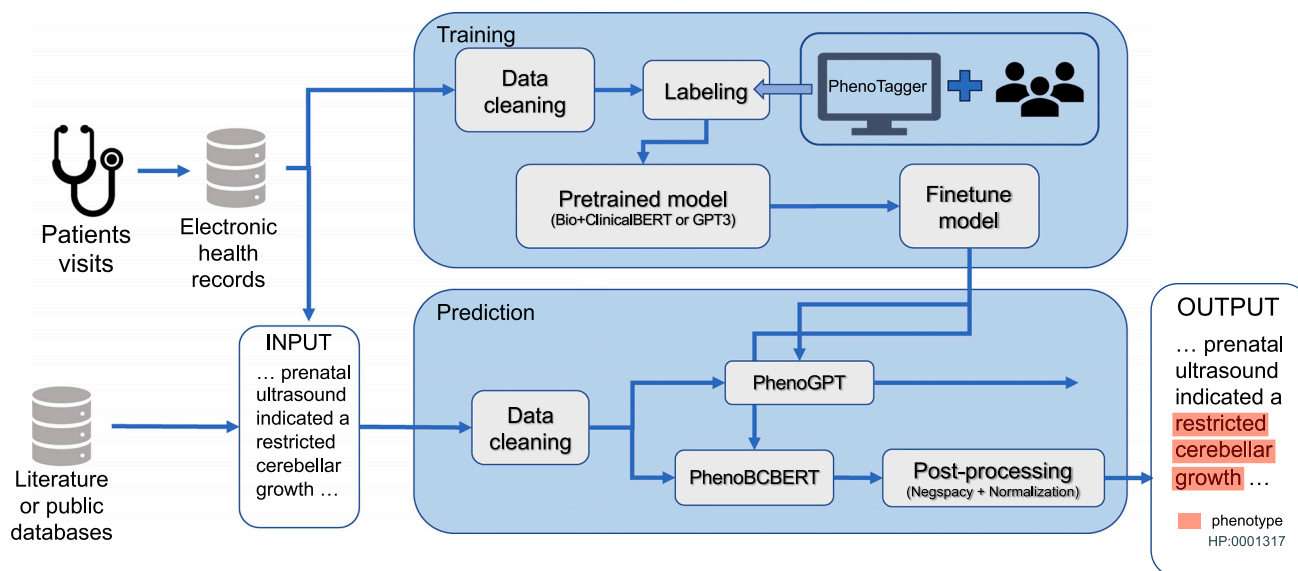 Training
Data
cleaning
Labeling
PhenoTagger
Pretrained model
(Bio+ClinicalBERT or GPT3)
Finetune
model
Patients
visits
Electronic
health
records
Literature
or public
databases
INPUT
... prenatal
ultrasound
indicated a
restricted
cerebellar
growth ...
Prediction
Data
cleaning
PhenoGPT
PhenoBCBERT
Post-processing
(Negspacy + Normalization)
OUTPUT
... prenatal
ultrasound
indicated a
restricted
cerebellar
growth ...
phenotype
HP:0001317